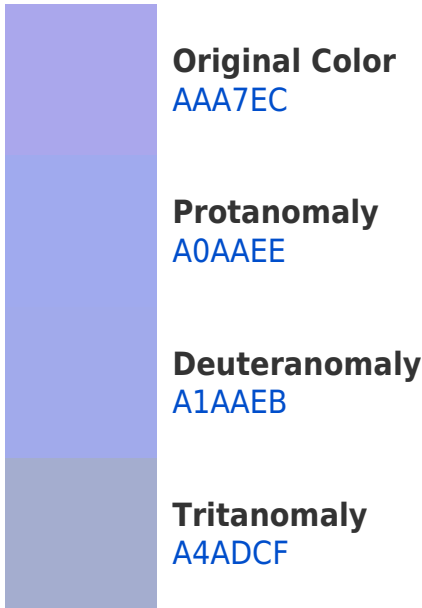 Original Color
AAA7EC
Protanomaly
A0AAEE
Deuteranomaly
A1AAEB
Tritanomaly
A4ADCF